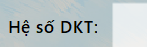 Hệ số DKT: